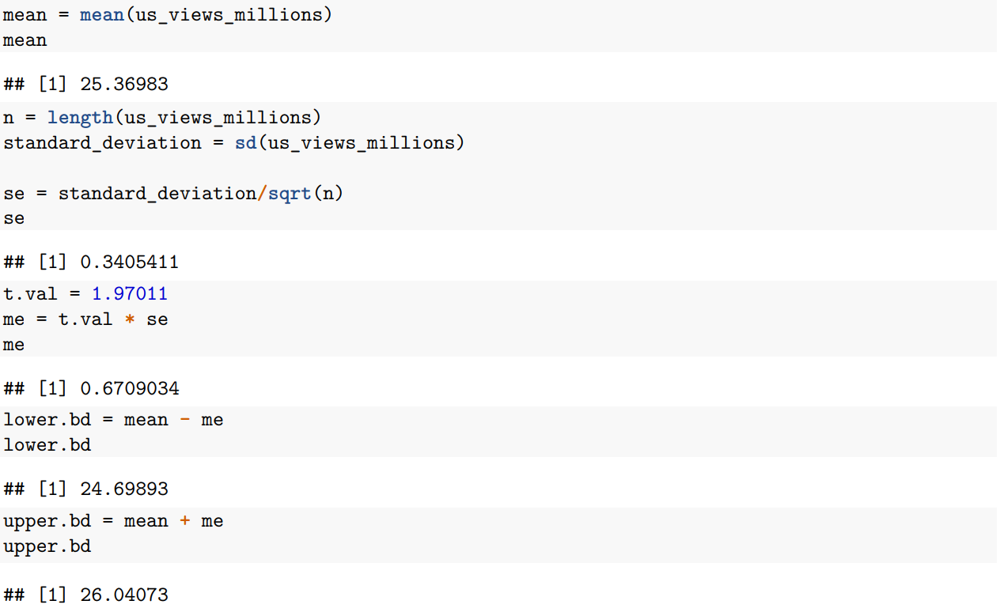 mean = mean(us_views_millions)
mean
## [1] 25.36983
n = length(us_views_millions)
standard_deviation = sd(us_views_millions)
se = standard_deviation/sqrt(n)
se
## [1] 0.3405411
t.val = 1.97011
me = t.val * se
me
## [1] 0.6709034
lower.bd = mean - me
lower.bd
## [1] 24.69893
upper.bd = mean + me
upper.bd
## [1] 26.04073